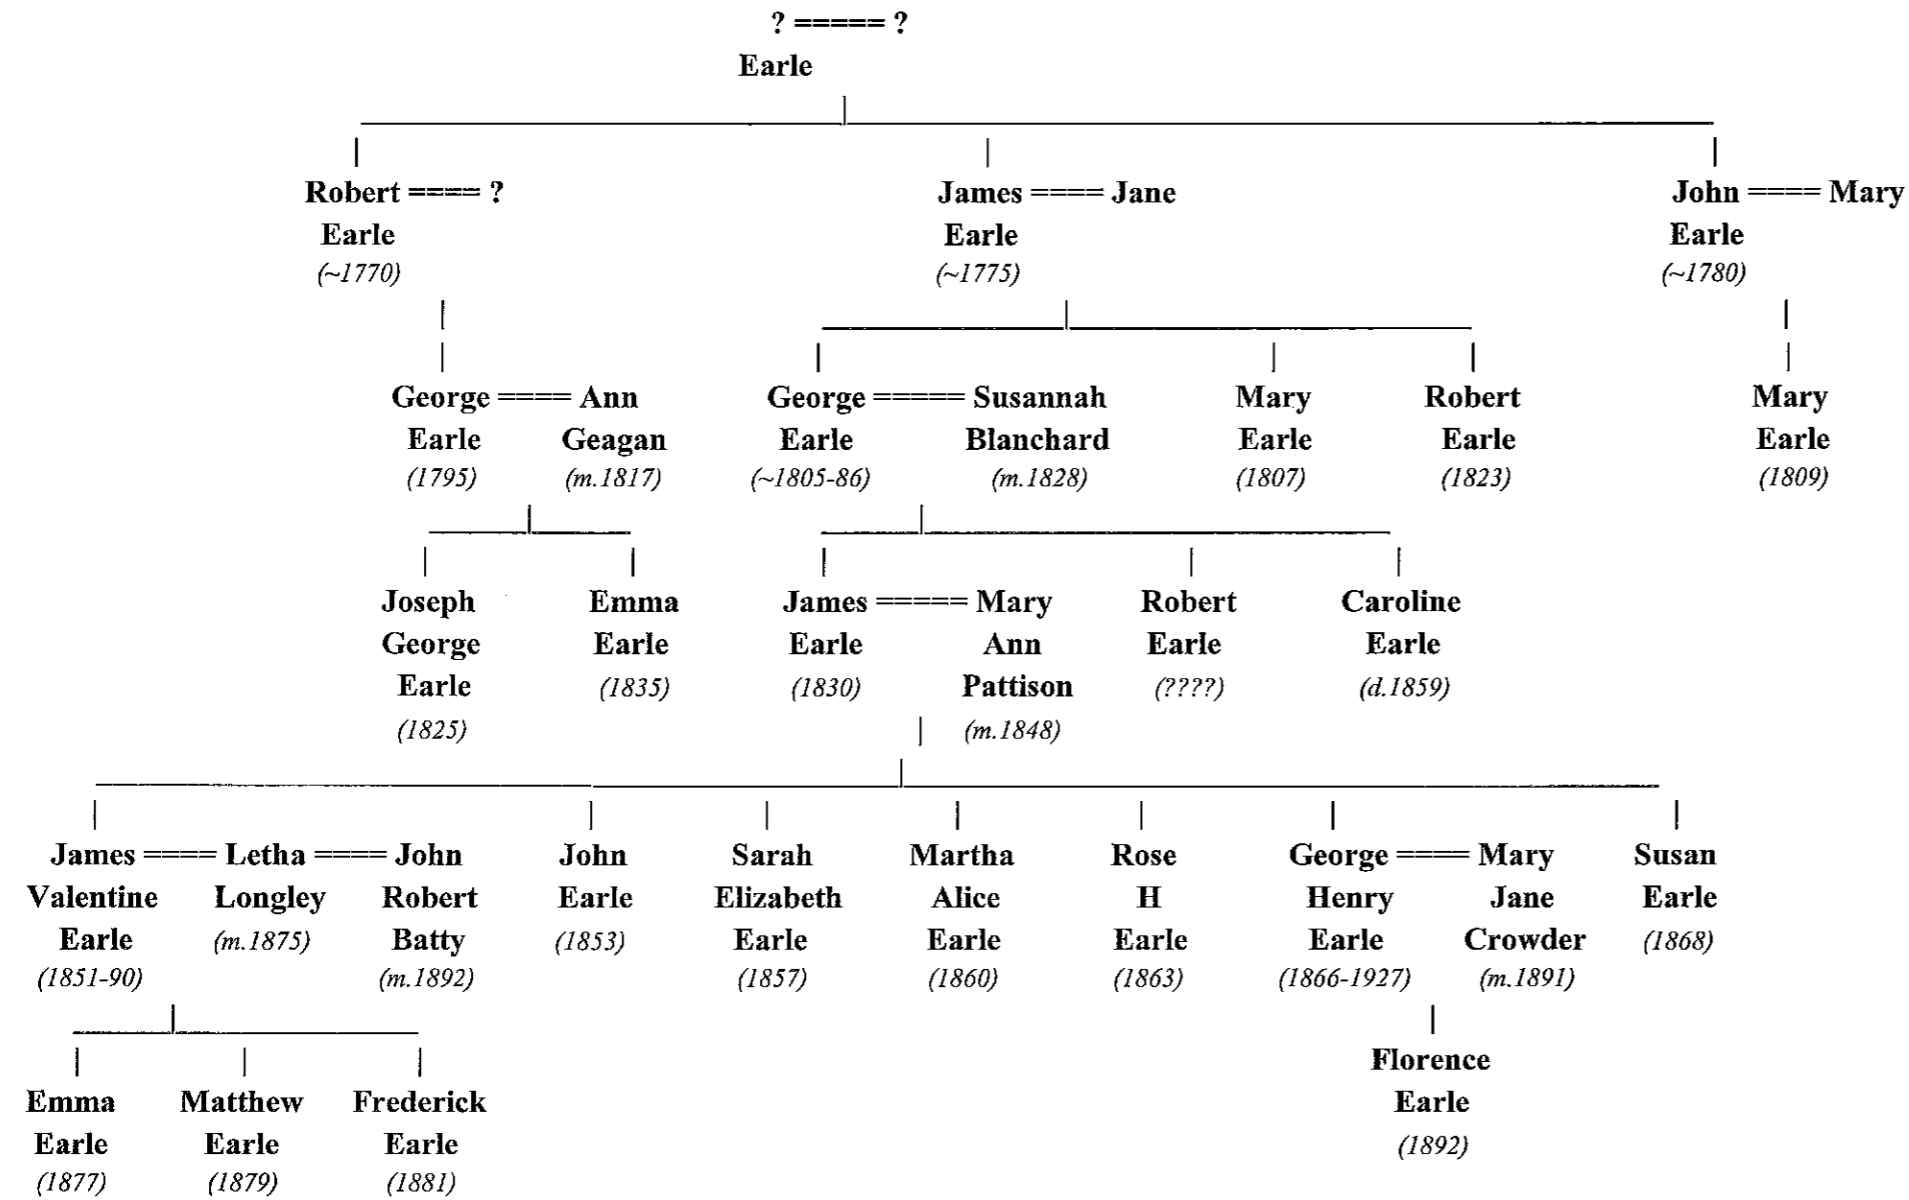 ? ===== ?
Earle
Robert ==== ? James ==== Jane John ==== Mary
Earle Earle Earle
(~1770) (~1775) (~1780)
George ==== Ann George ===== Susannah Mary Robert Mary
Earle Geagan Earle Blanchard Earle Earle Earle
(1795) (m.1817) (~1805-86) (m.1828) (1807) (1823) (1809)
Joseph Emma James ===== Mary Robert Caroline
George Earle Earle Ann Earle Earle
Earle (1835) (1830) Pattison (????) (d.1859)
(1825) (m.1848)
James ==== Letha ==== John John Sarah Martha Rose George ==== Mary Susan
Valentine Longley Robert Earle Elizabeth Alice H Henry Jane Earle
Earle (m.1875) Batty (1853) Earle Earle Earle Earle Crowder (1868)
(1851-90) (m.1892) (1857) (1860) (1863) (1866-1927) (m.1891)
Florence
Emma Matthew Frederick Earle
Earle Earle Earle (1892)
(1877) (1879) (1881)